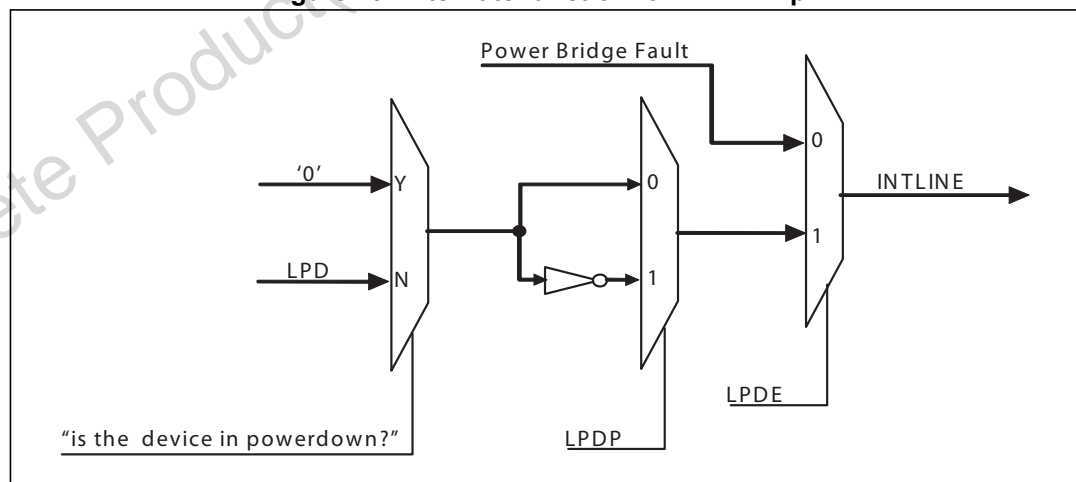 Power Bridge Fault
0
'0'
Y
0
INTLINE
1
LPD
N
1
LPDE
"is the device in powerdown?"
LPDP